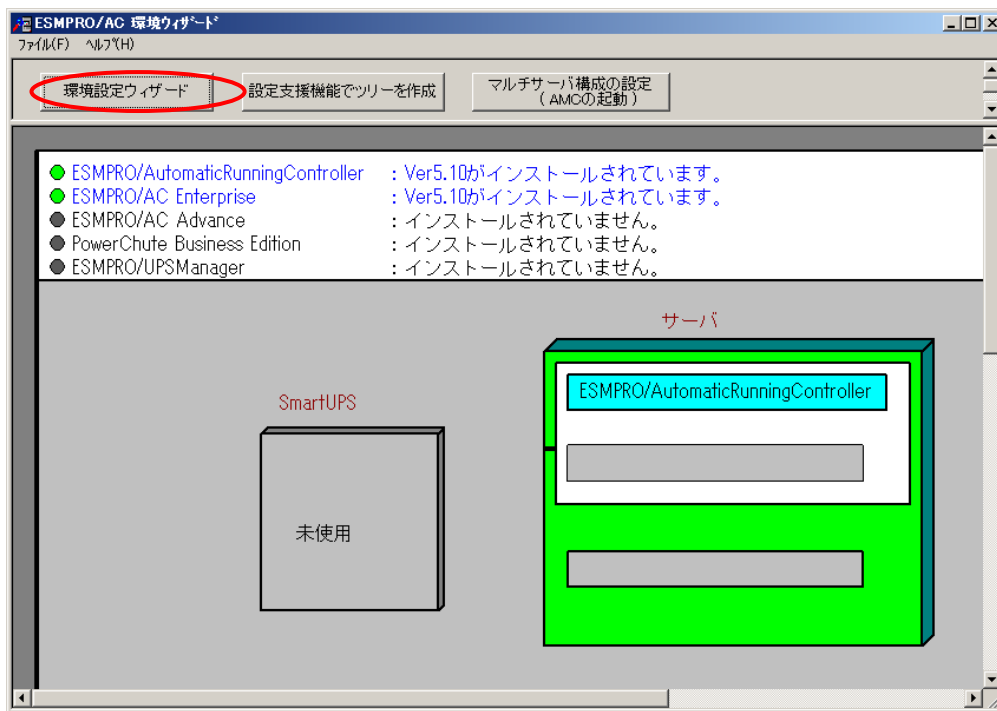 ESMPRO/AC 環境ｳｨｻﾞｰﾄﾞ
ﾌｧｲﾙ(F) ﾍﾙﾌﾟ(H)
環境設定ウィザード 設定支援機能でツリーを作成 マルチサーバ構成の設定
( AMCの起動 )
ESMPRO/AutomaticRunningController : Ver5.10がインストールされています。
ESMPRO/AC Enterprise : Ver5.10がインストールされています。
ESMPRO/AC Advance : インストールされていません。
PowerChute Business Edition : インストールされていません。
ESMPRO/UPSManager : インストールされていません。
サーバ
ESMPRO/AutomaticRunningController
SmartUPS
未使用